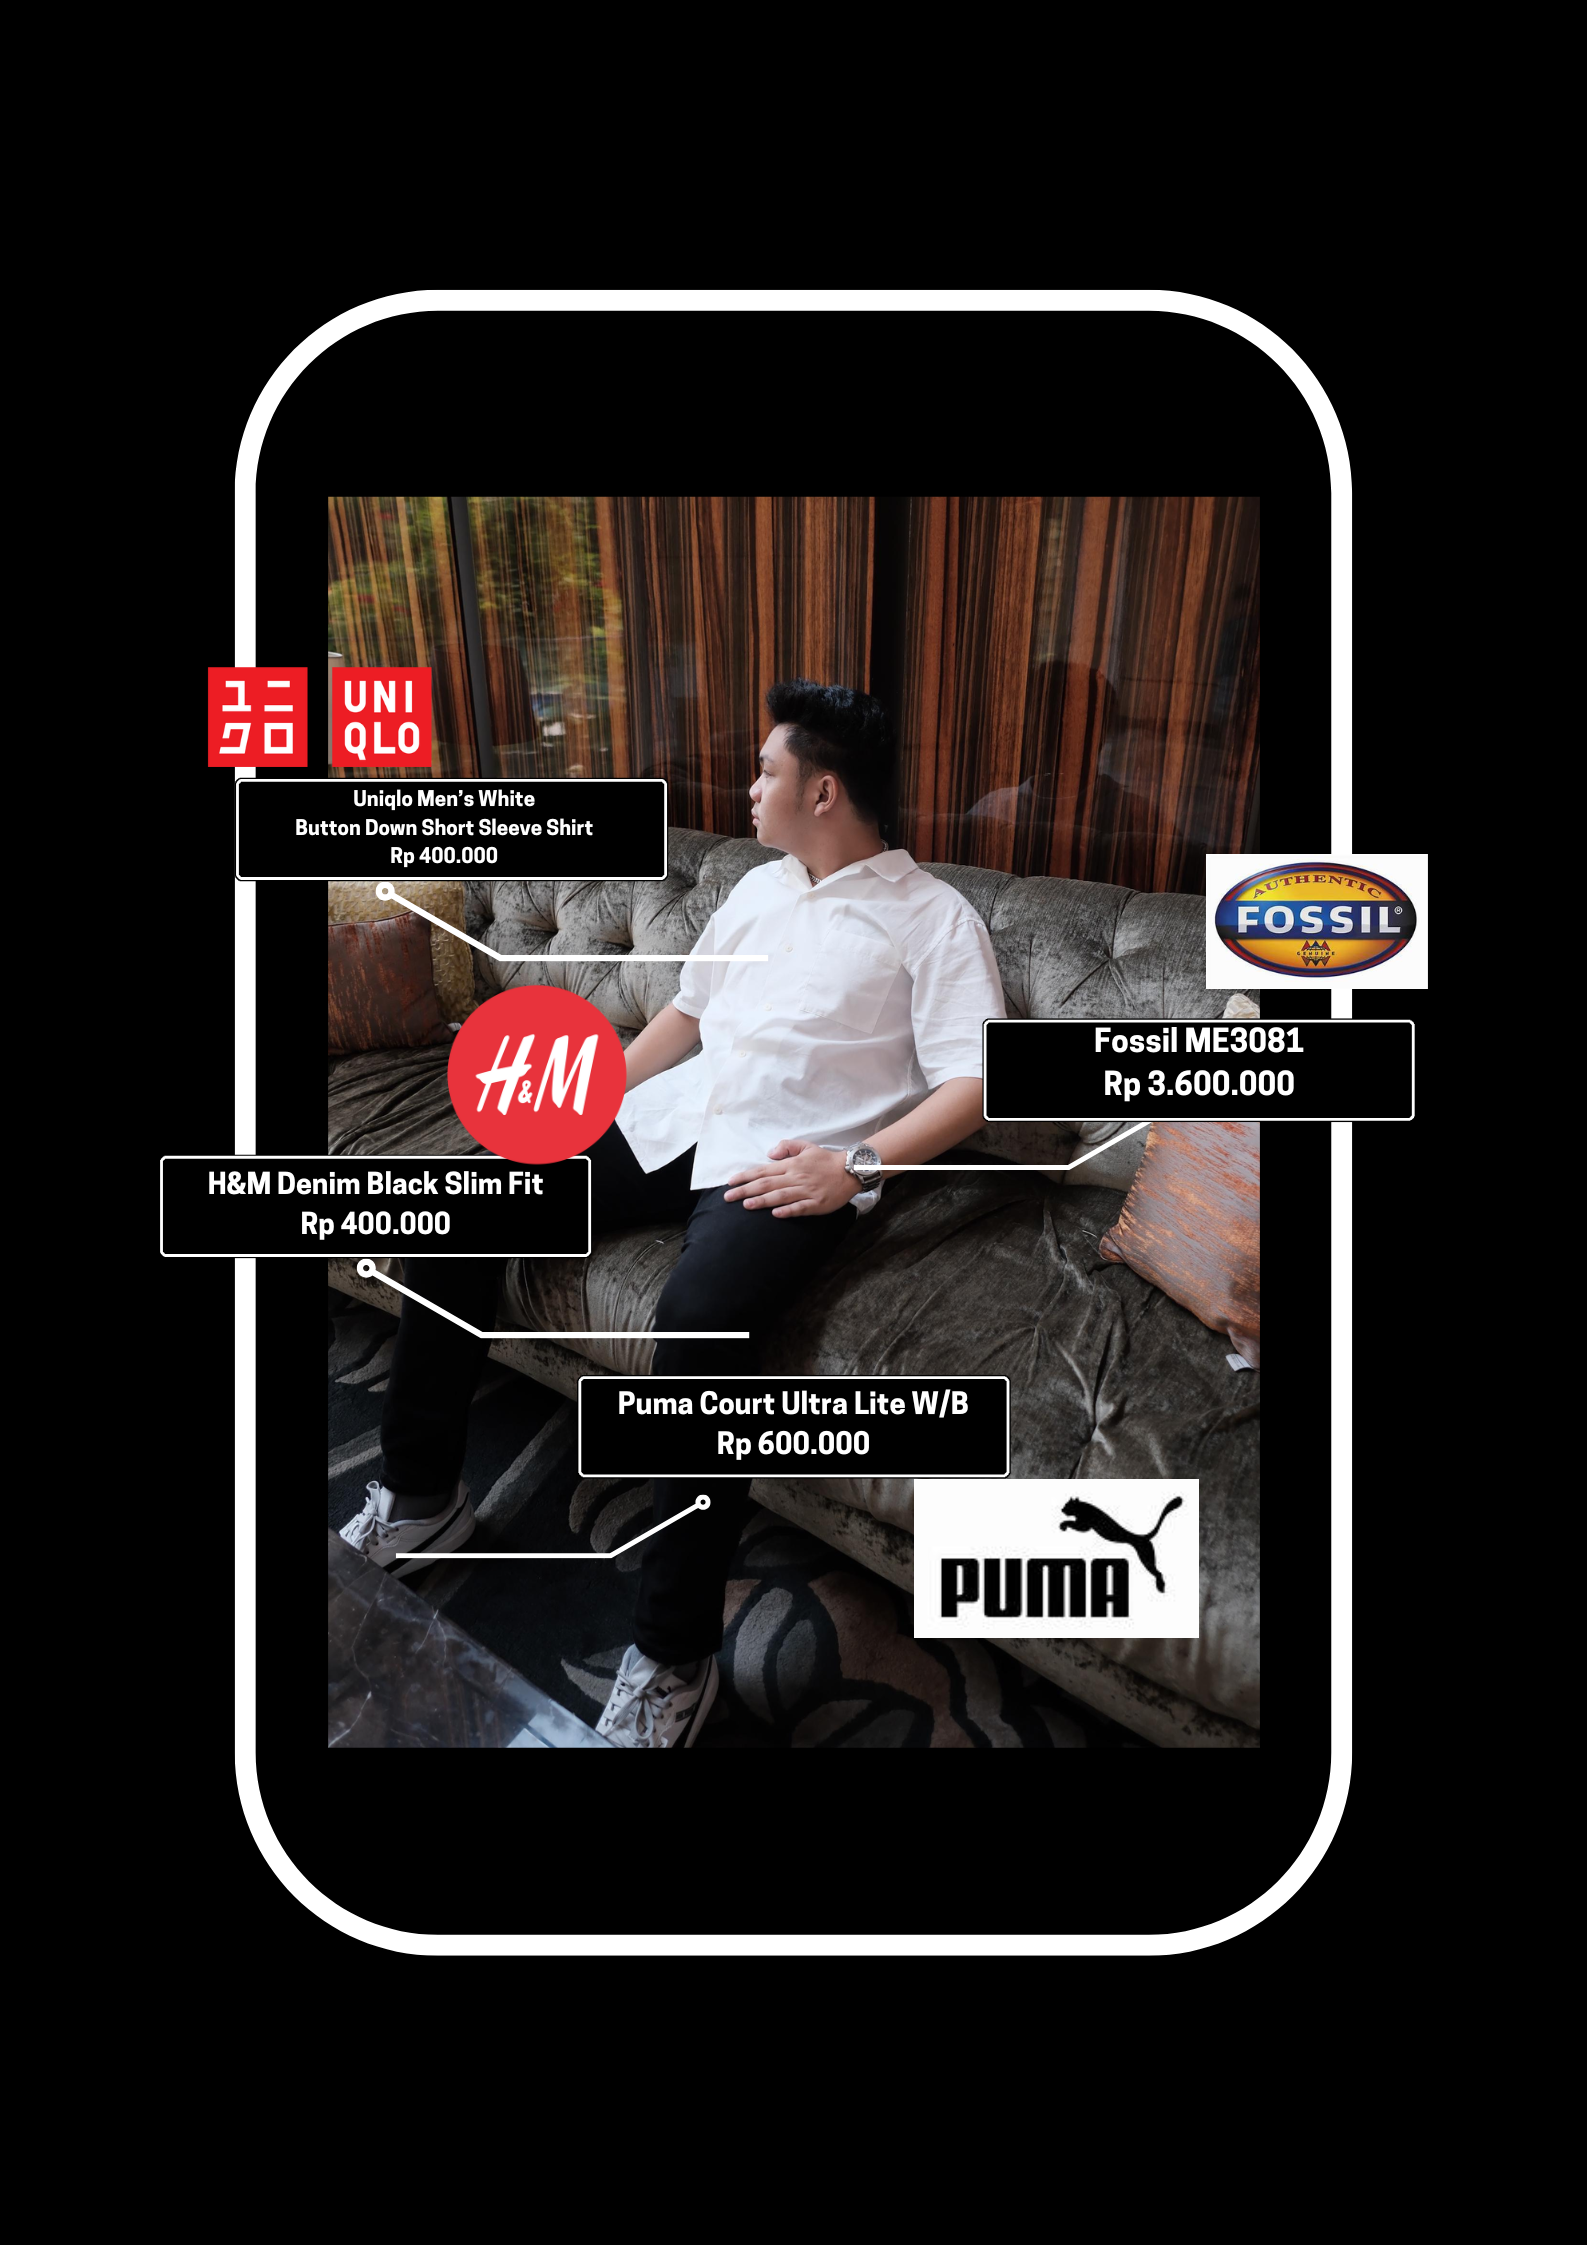 ユニ
クロ
UNI
QLO
Uniqlo Men’s White
Button Down Short Sleeve Shirt
Rp 400.000
AUTHENTIC
FOSSIL®
GENUINE
Fossil ME3081
Rp 3.600.000
H&M
H&M Denim Black Slim Fit
Rp 400.000
Puma Court Ultra Lite W/B
Rp 600.000
PUMA